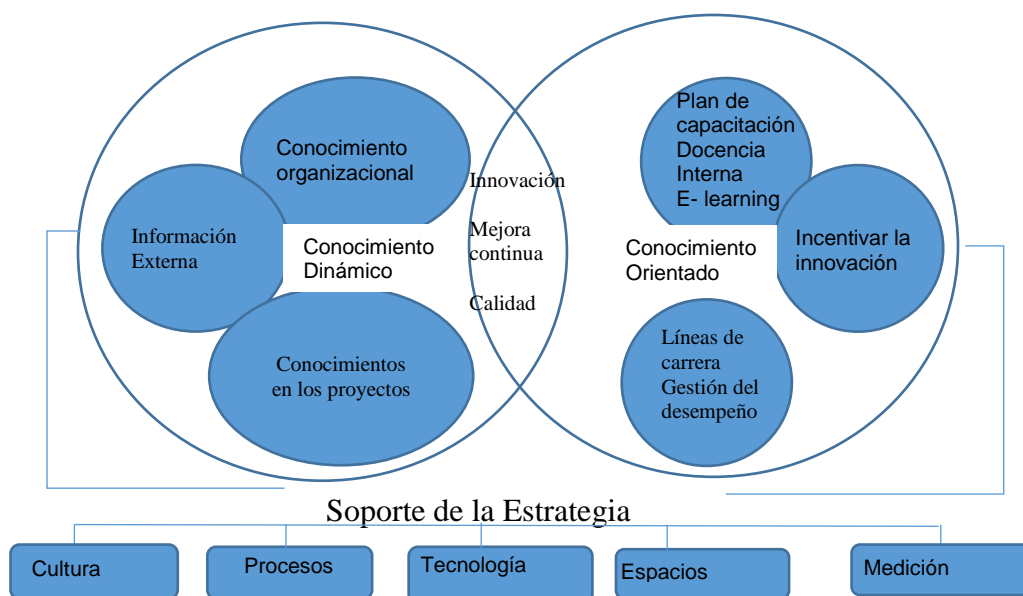 Conocimiento
organizacional
Información
Externa
Conocimiento
Dinámico
Conocimientos
en los proyectos
Innovación
Mejora
continua
Calidad
Plan de
capacitación
Docencia
Interna
E- learning
Conocimiento
Orientado
Incentivar la
innovación
Líneas de
carrera
Gestión del
desempeño
Soporte de la Estrategia
Cultura
Procesos
Tecnología
Espacios
Medición